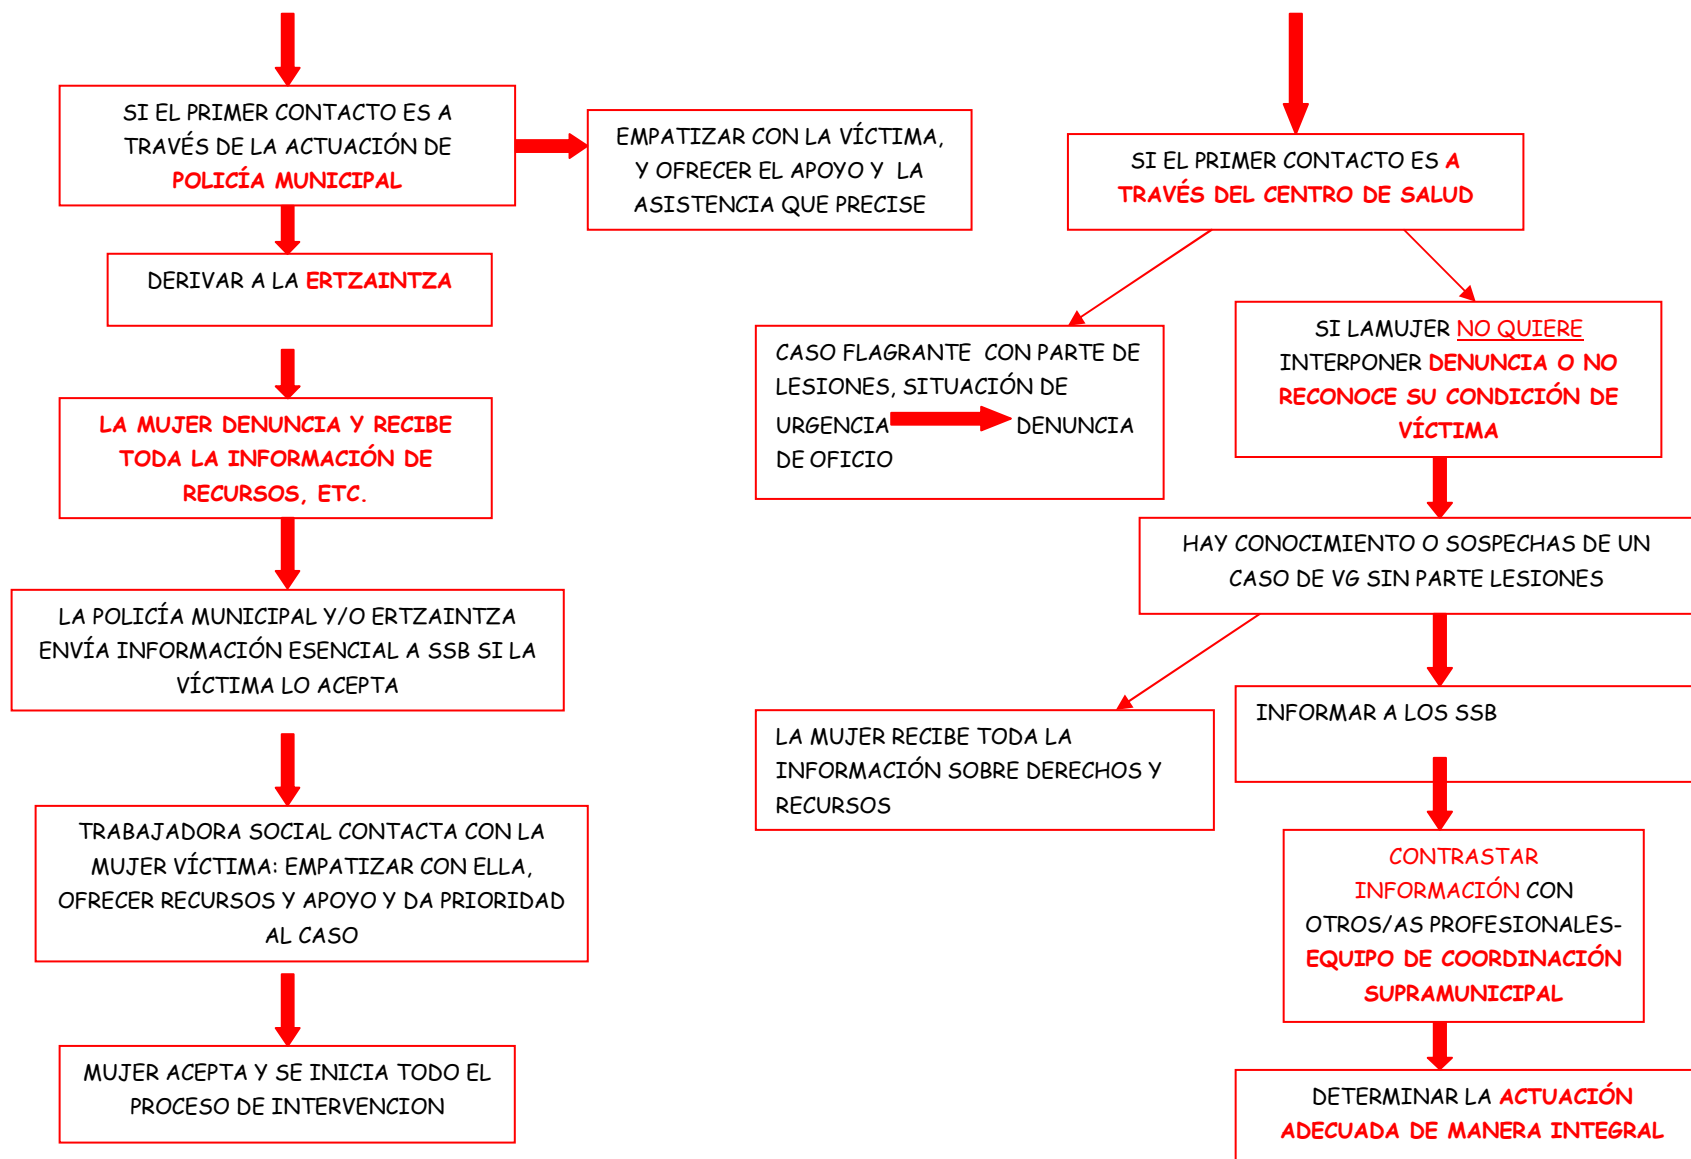 SI EL PRIMER CONTACTO ES A
TRAVÉS DE LA ACTUACIÓN DE
POLICÍA MUNICIPAL
EMPATIZAR CON LA VÍCTIMA,
Y OFRECER EL APOYO Y LA
ASISTENCIA QUE PRECISE
DERIVAR A LA ERTZAINTZA
LA MUJER DENUNCIA Y RECIBE
TODA LA INFORMACIÓN DE
RECURSOS, ETC.
LA POLICÍA MUNICIPAL Y/O ERTZAINTZA
ENVÍA INFORMACIÓN ESENCIAL A SSB SI LA
VÍCTIMA LO ACEPTA
TRABAJADORA SOCIAL CONTACTA CON LA
MUJER VÍCTIMA: EMPATIZAR CON ELLA,
OFRECER RECURSOS Y APOYO Y DA PRIORIDAD
AL CASO
MUJER ACEPTA Y SE INICIA TODO EL
PROCESO DE INTERVENCION
SI EL PRIMER CONTACTO ES A
TRAVÉS DEL CENTRO DE SALUD
CASO FLAGRANTE CON PARTE DE
LESIONES, SITUACIÓN DE
URGENCIA DENUNCIA
DE OFICIO
SI LAMUJER NO QUIERE
INTERPONER DENUNCIA O NO
RECONOCE SU CONDICIÓN DE
VÍCTIMA
HAY CONOCIMIENTO O SOSPECHAS DE UN
CASO DE VG SIN PARTE LESIONES
LA MUJER RECIBE TODA LA
INFORMACIÓN SOBRE DERECHOS Y
RECURSOS
INFORMAR A LOS SSB
CONTRASTAR
INFORMACIÓN CON
OTROS/AS PROFESIONALES-
EQUIPO DE COORDINACIÓN
SUPRAMUNICIPAL
DETERMINAR LA ACTUACIÓN
ADECUADA DE MANERA INTEGRAL